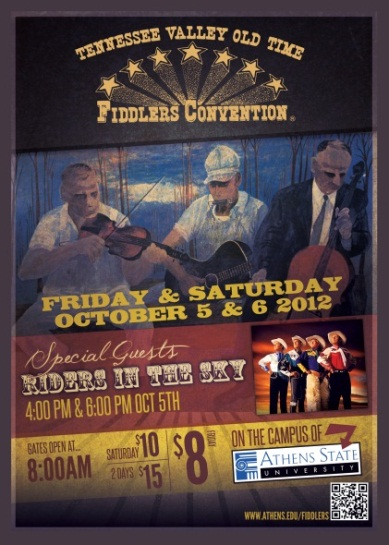 TENNESSEE VALLEY OLD TIME
FIDDLERS CONVENTION®
FRIDAY & SATURDAY
OCTOBER 5 & 6 2012
Special Guests
RIDERS IN THE SKY
4:00 PM & 6:00 PM OCT 5TH
GATES OPEN AT...
8:00AM
SATURDAY $10
2 DAYS $15
$8 FRIDAY
ON THE CAMPUS OF
ATHENS STATE
UNIVERSITY
WWW.ATHENS.EDU/FIDDLERS